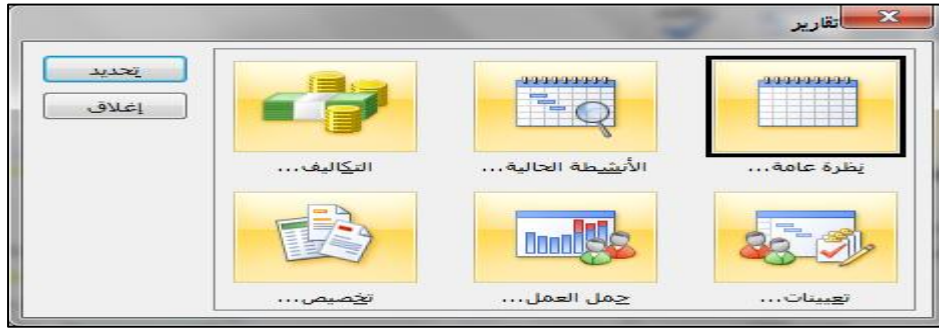 تقارير
نظرة عامة...
الأنشطة الحالية...
التكاليف...
تعيينات...
حمل العمل...
تخصيص...
تحديد
إغلاق